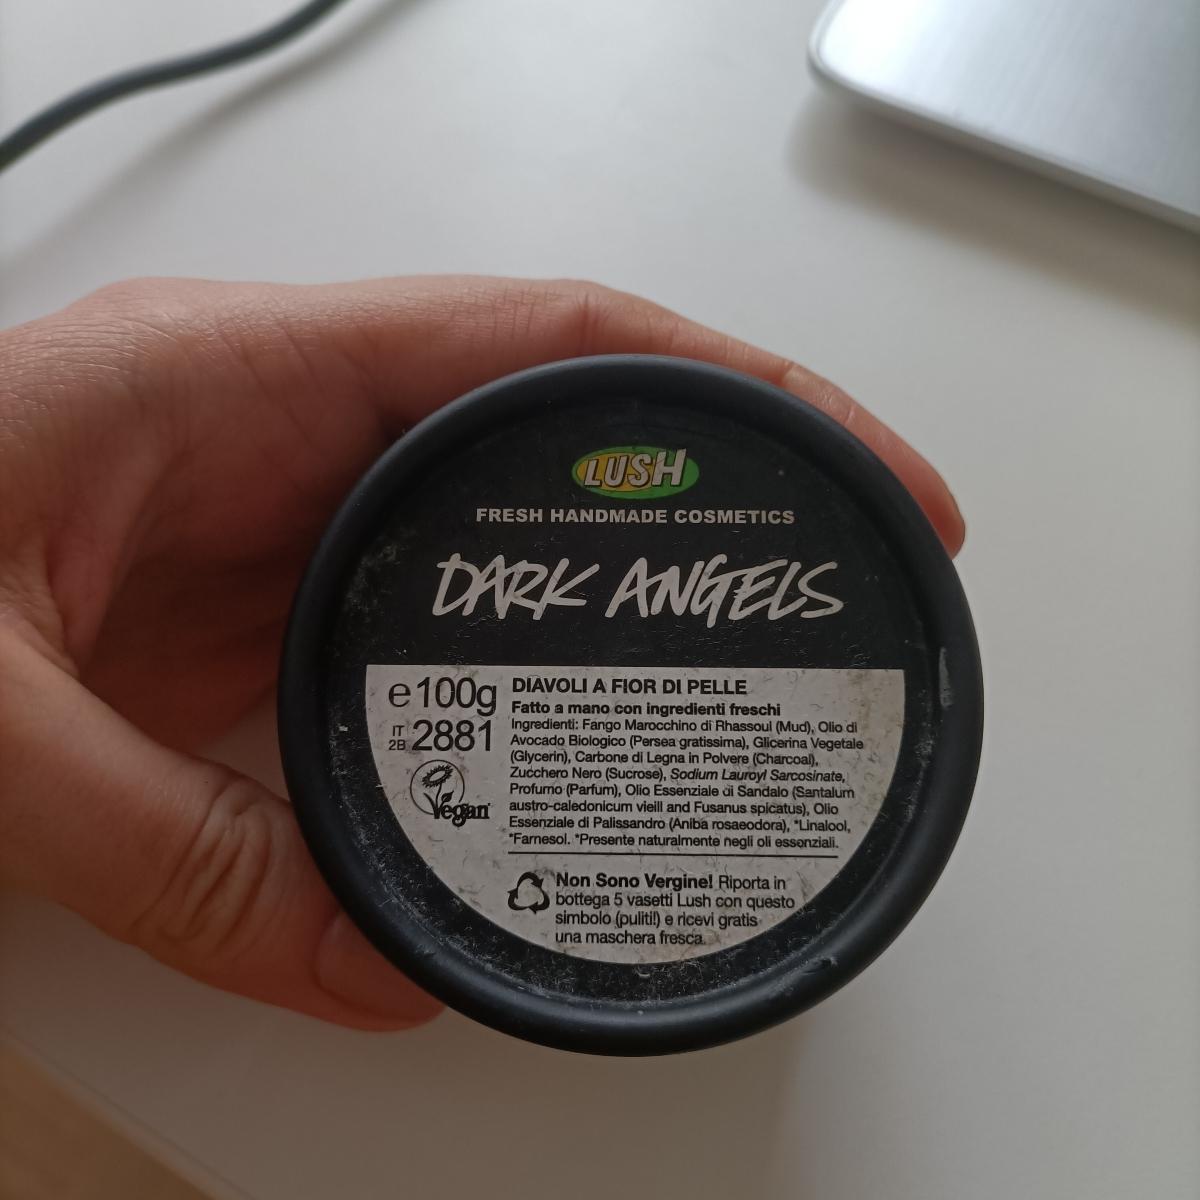 LUSH
FRESH HANDMADE COSMETICS
DARK ANGELS
e 100g
IT
2B 2881
Vegan
DIAVOLI A FIOR DI PELLE
Fatto a mano con ingredienti freschi
Ingredienti: Fango Marocchino di Rhassoul (Mud), Olio di
Avocado Biologico (Persea gratissima), Glicerina Vegetale
(Glycerin), Carbone di Legna in Polvere (Charcoal),
Zucchero Nero (Sucrose), Sodium Lauroyl Sarcosinate,
Profumo (Parfum), Olio Essenziale di Sandalo (Santalum
austro-caledonicum vieill and Fusanus spicatus), Olio
Essenziale di Palissandro (Aniba rosaeodora), *Linalool,
*Farnesol. *Presente naturalmente negli oli essenziali.
Non Sono Vergine! Riporta in
bottega 5 vasetti Lush con questo
simbolo (puliti!) e ricevi gratis
una maschera fresca.